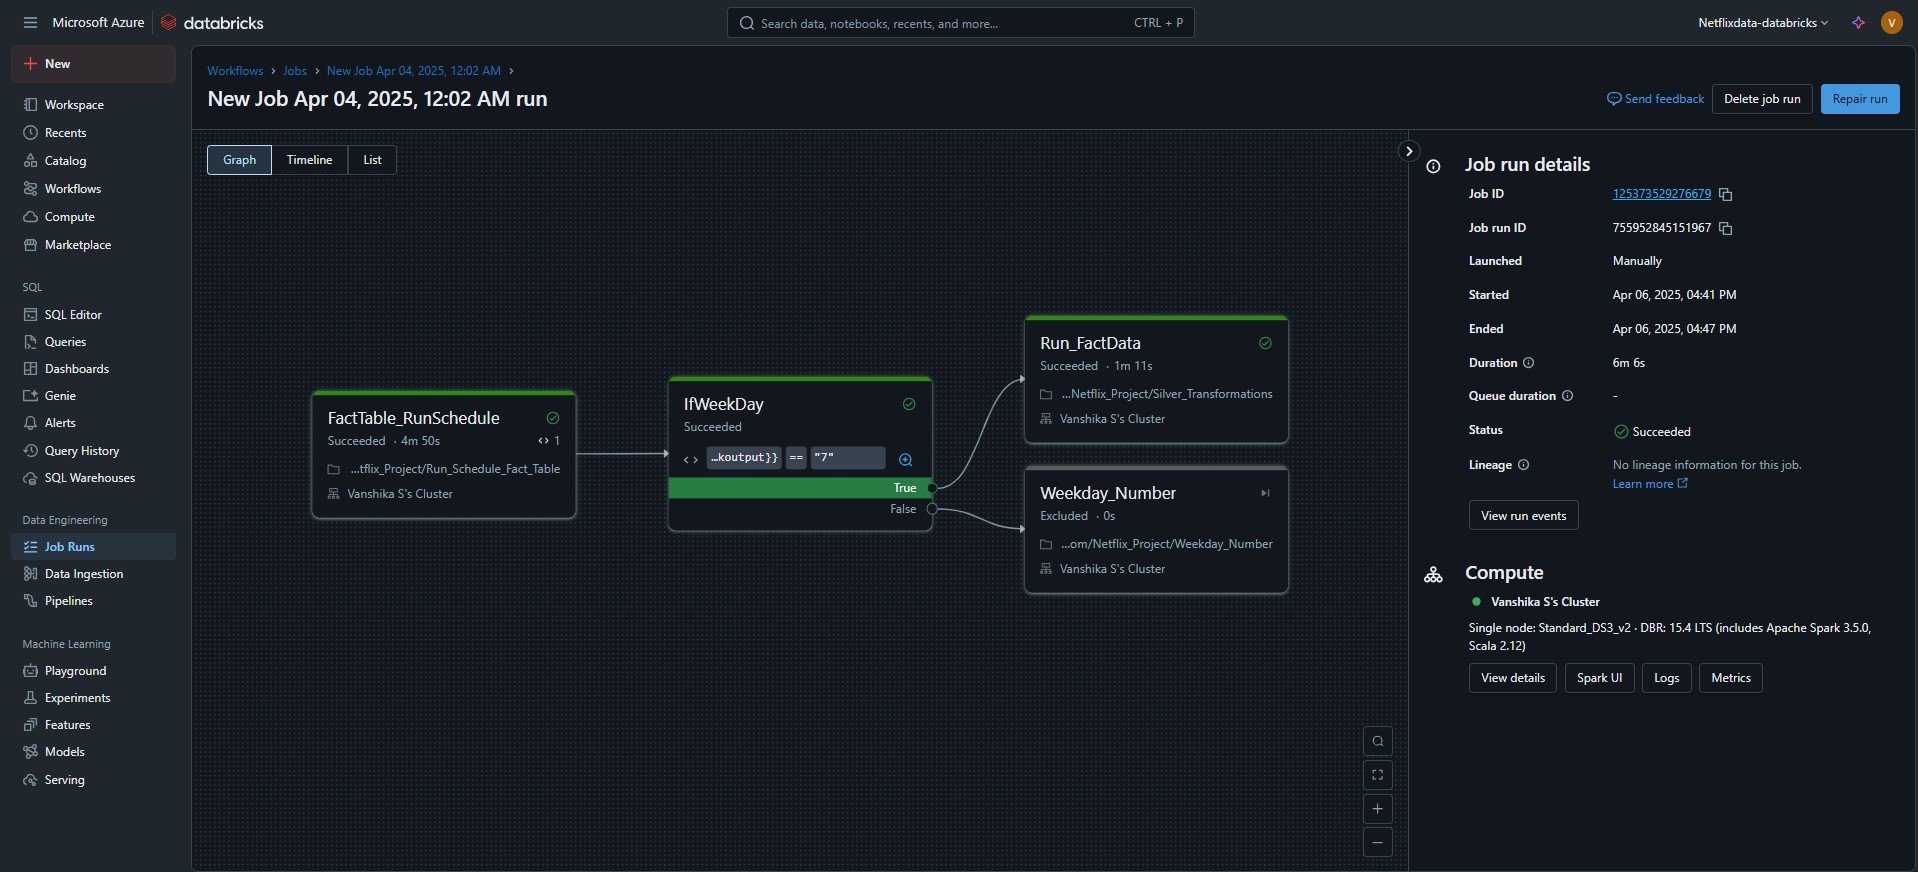 Microsoft Azure databricks
Search data, notebooks, recents, and more... CTRL + P
Netflixdata-databricks V
New
Workspace
Recents
Catalog
Workflows
Compute
Marketplace
SQL
SQL Editor
Queries
Dashboards
Genie
Alerts
Query History
SQL Warehouses
Data Engineering
Job Runs
Data Ingestion
Pipelines
Machine Learning
Playground
Experiments
Features
Models
Serving
Workflows › Jobs › New Job Apr 04, 2025, 12:02 AM ›
New Job Apr 04, 2025, 12:02 AM run
Send feedback Delete job run Repair run
Graph Timeline List
FactTable_RunSchedule
Succeeded · 4m 50s <> 1
...tflix_Project/Run_Schedule_Fact_Table
Vanshika S's Cluster
IfWeekDay
Succeeded
<> …koutput}} == "7"
True
False
Run_FactData
Succeeded · 1m 11s
...Netflix_Project/Silver_Transformations
Vanshika S's Cluster
Weekday_Number
Excluded · 0s
...om/Netflix_Project/Weekday_Number
Vanshika S's Cluster
Job run details
Job ID 125373529276679
Job run ID 755952845151967
Launched Manually
Started Apr 06, 2025, 04:41 PM
Ended Apr 06, 2025, 04:47 PM
Duration 6m 6s
Queue duration -
Status Succeeded
Lineage No lineage information for this job.
Learn more
View run events
Compute
Vanshika S's Cluster
Single node: Standard_DS3_v2 · DBR: 15.4 LTS (includes Apache Spark 3.5.0,
Scala 2.12)
View details Spark UI Logs Metrics